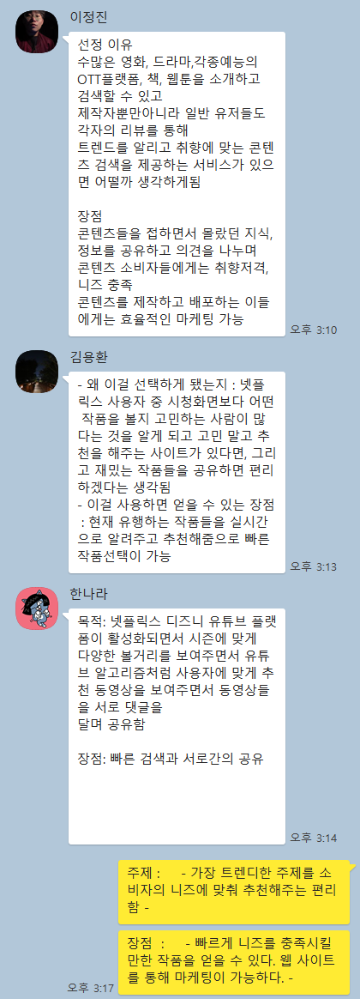 이정진
선정 이유
수많은 영화, 드라마,각종예능의
OTT플랫폼, 책, 웹툰을 소개하고
검색할 수 있고
제작자뿐만아니라 일반 유저들도
각자의 리뷰를 통해
트렌드를 알리고 취향에 맞는 콘텐
츠 검색을 제공하는 서비스가 있으
면 어떨까 생각하게됨
장점
콘텐츠들을 접하면서 몰랐던 지식,
정보를 공유하고 의견을 나누며
콘텐츠 소비자들에게는 취향저격,
니즈 충족
콘텐츠를 제작하고 배포하는 이들
에게는 효율적인 마케팅 가능
오후 3:10
김용환
- 왜 이걸 선택하게 됐는지 : 넷플
릭스 사용자 중 시청화면보다 어떤
작품을 볼지 고민하는 사람이 많
다는 것을 알게 되고 고민 말고 추
천을 해주는 사이트가 있다면, 그리
고 재밌는 작품들을 공유하면 편리
하겠다는 생각됨
- 이걸 사용하면 얻을 수 있는 장점
: 현재 유행하는 작품들을 실시간
으로 알려주고 추천해줌으로 빠른
작품선택이 가능
오후 3:13
한나라
목적: 넷플릭스 디즈니 유튜브 플랫
폼이 활성화되면서 시즌에 맞게
다양한 볼거리를 보여주면서 유튜
브 알고리즘처럼 사용자에 맞게 추
천 동영상을 보여주면서 동영상들
을 서로 댓글을
달며 공유함
장점: 빠른 검색과 서로간의 공유
오후 3:14
주제 : - 가장 트렌디한 주제를 소
비자의 니즈에 맞춰 추천해주는 편리
함 -
장점 : - 빠르게 니즈를 충족시킬
만한 작품을 얻을 수 있다. 웹 사이트
를 통해 마케팅이 가능하다. -
오후 3:17